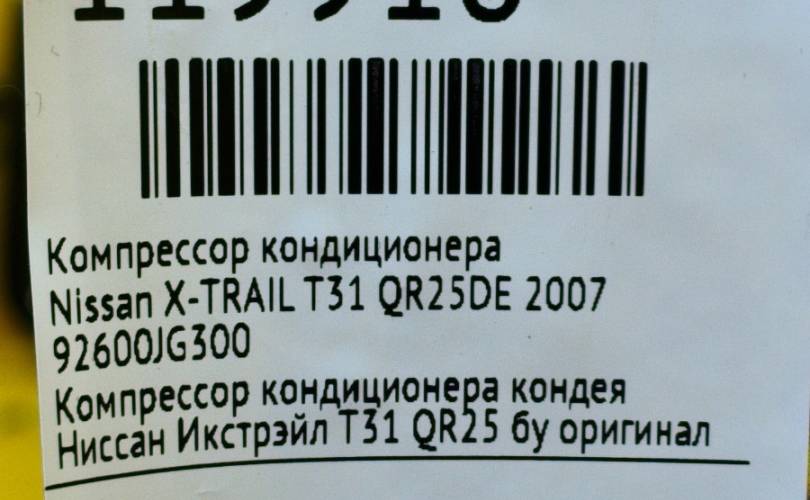 Компрессор кондиционера
Nissan X-TRAIL T31 QR25DE 2007
92600JG300
Компрессор кондиционера кондея
Ниссан Икстрэйл T31 QR25 бу оригинал